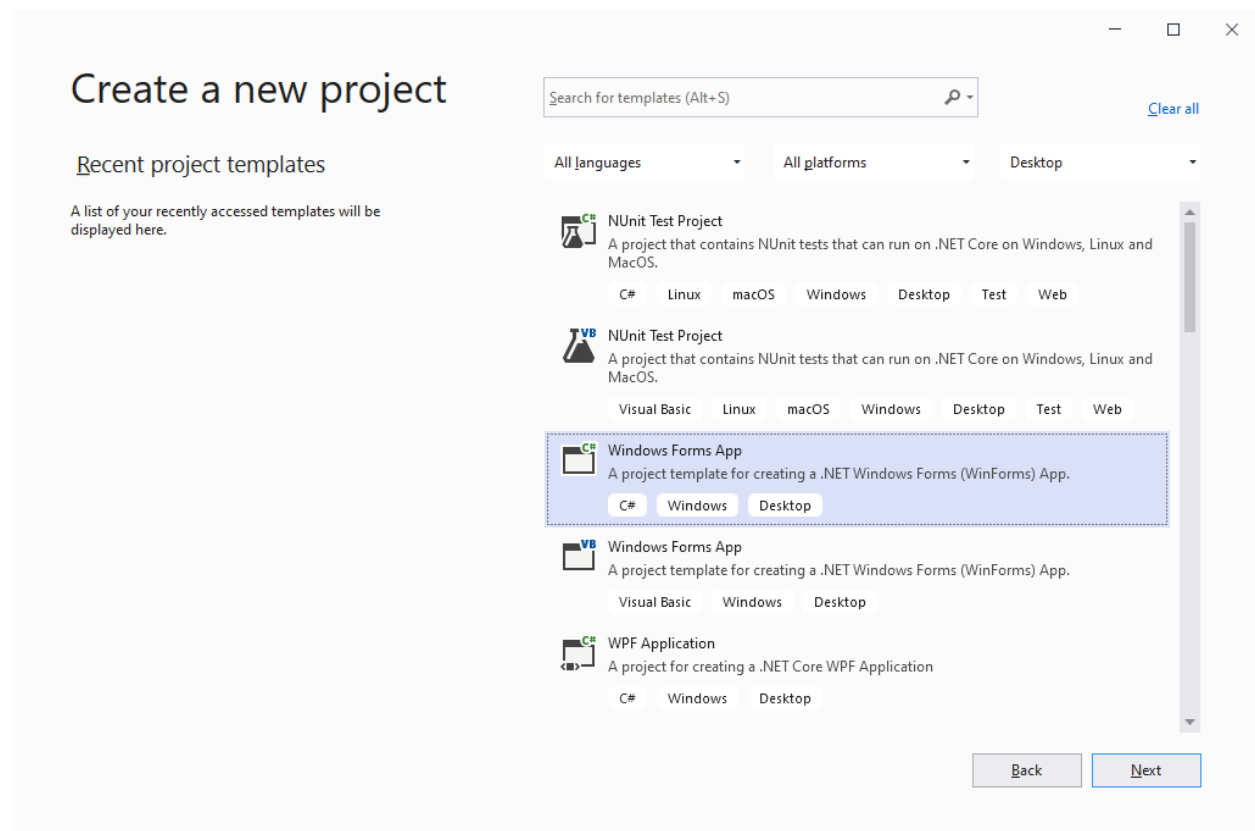 Create a new project
Search for templates (Alt+S)
Clear all
Recent project templates
All languages
All platforms
Desktop
A list of your recently accessed templates will be
displayed here.
C#
NUnit Test Project
A project that contains NUnit tests that can run on .NET Core on Windows, Linux and
MacOS.
C# Linux macOS Windows Desktop Test Web
VB
NUnit Test Project
A project that contains NUnit tests that can run on .NET Core on Windows, Linux and
MacOS.
Visual Basic Linux macOS Windows Desktop Test Web
C#
Windows Forms App
A project template for creating a .NET Windows Forms (WinForms) App.
C# Windows Desktop
VB
Windows Forms App
A project template for creating a .NET Windows Forms (WinForms) App.
Visual Basic Windows Desktop
C#
WPF Application
A project for creating a .NET Core WPF Application
C# Windows Desktop
Back
Next